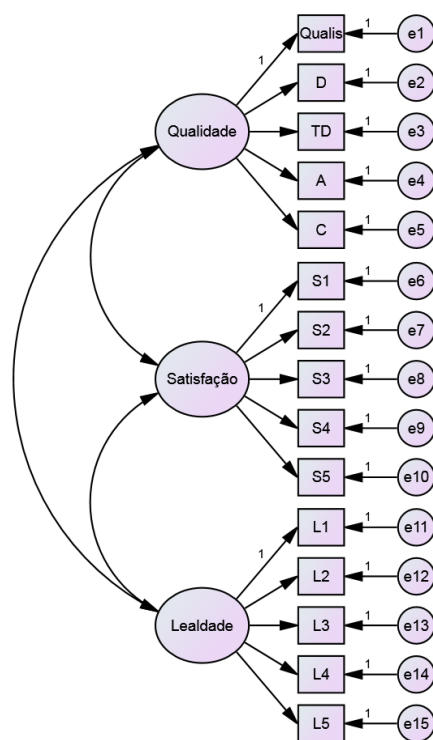 Qualis 1 e1
1
D 1 e2
Qualidade TD 1 e3
A 1 e4
C 1 e5
S1 1 e6
1
S2 1 e7
Satisfação S3 1 e8
S4 1 e9
S5 1 e10
L1 1 e11
1
L2 1 e12
Lealdade L3 1 e13
L4 1 e14
L5 1 e15